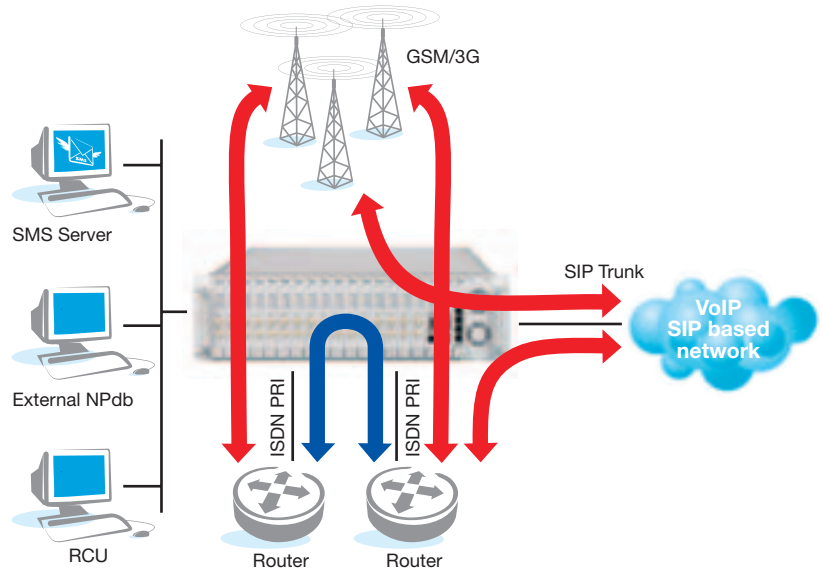 GSM/3G
SMS
SMS Server
SIP Trunk
VoIP
SIP based
network
External NPdb
ISDN PRI
ISDN PRI
RCU
Router
Router